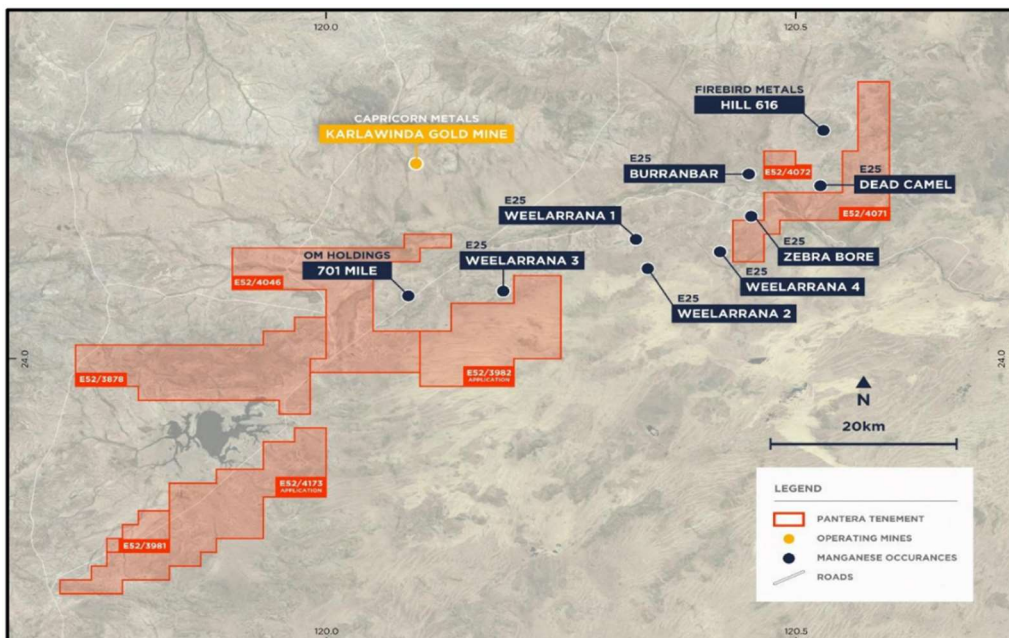 120.0
120.5
FIREBIRD METALS
HILL 616
CAPRICORN METALS
KARLAWINDA GOLD MINE
E25
BURRANBAR
E52/4072
E25
DEAD CAMEL
E52/4071
E25
WEELARRANA 1
E25
ZEBRA BORE
OM HOLDINGS
701 MILE
E25
WEELARRANA 3
E52/4046
E25
WEELARRANA 4
E25
WEELARRANA 2
24.0
24.0
E52/3878
E52/3982
APPLICATION
N
20km
E52/4173
APPLICATION
E52/3981
LEGEND
PANTERA TENEMENT
OPERATING MINES
MANGANESE OCCURANCES
ROADS
120.0
120.5